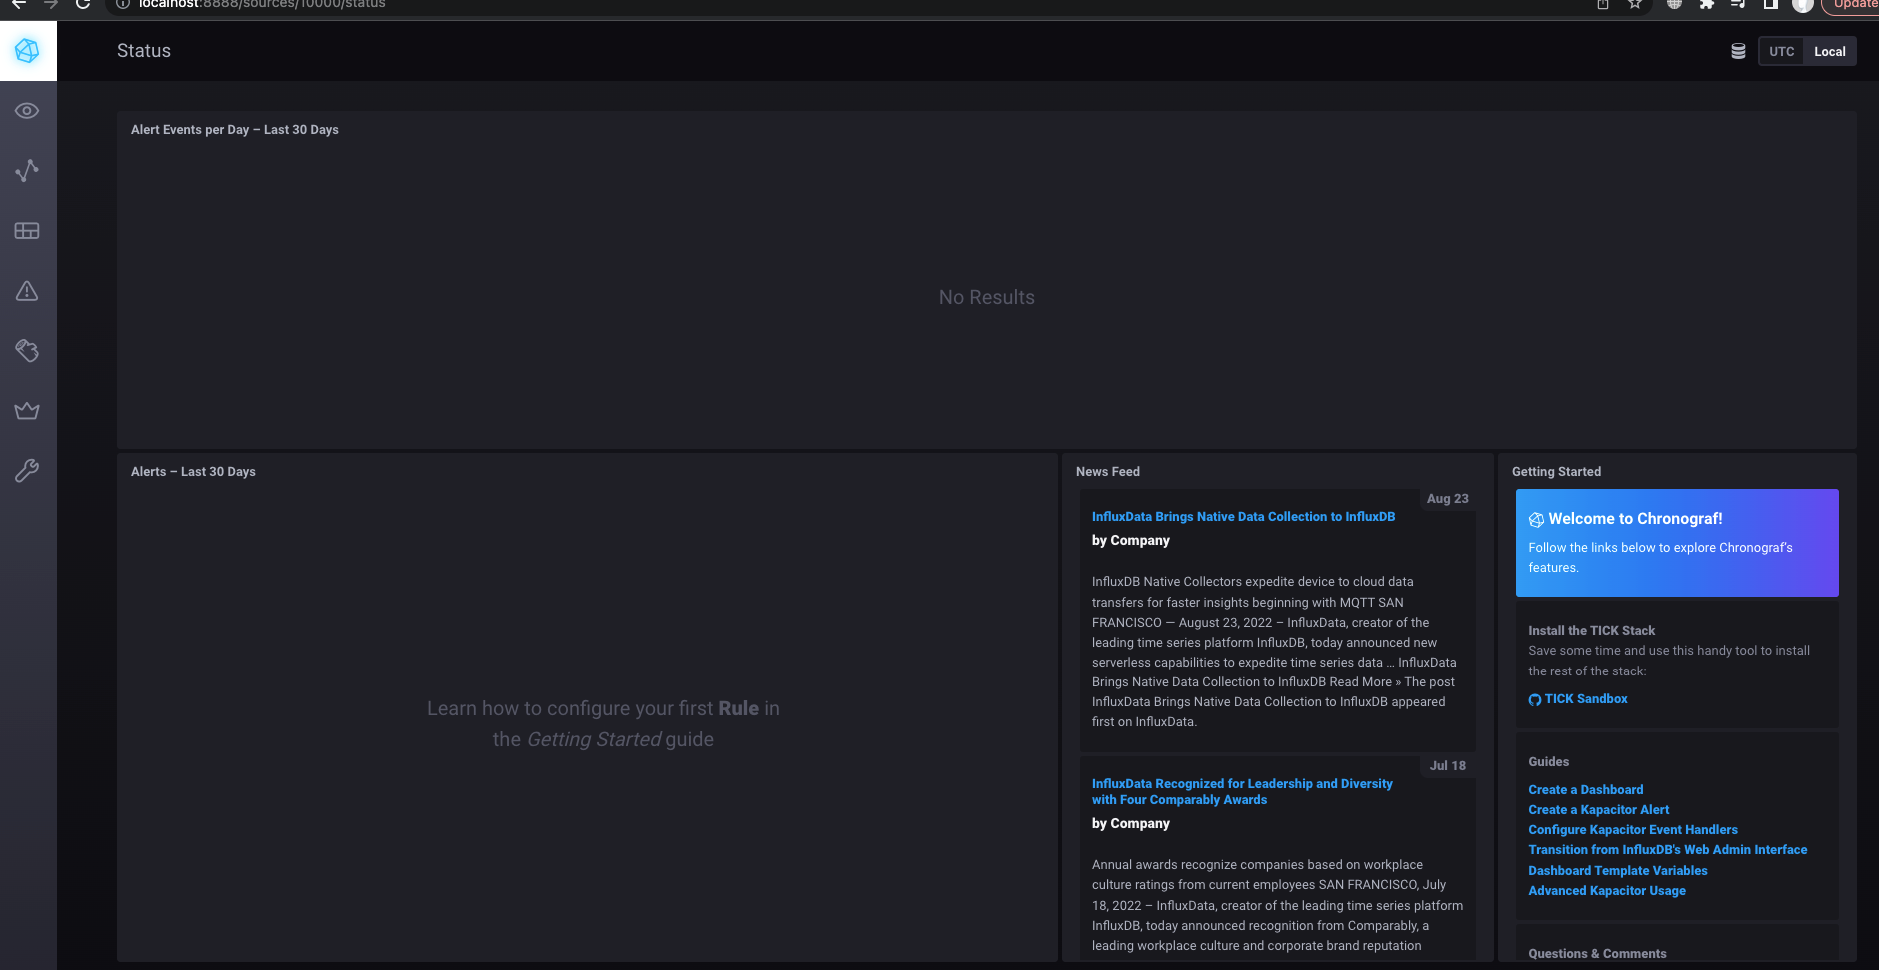 localhost:8888/sources/10000/status
Update
Status
UTC
Local
Alert Events per Day – Last 30 Days
No Results
Alerts – Last 30 Days
Learn how to configure your first Rule in
the Getting Started guide
News Feed
Aug 23
InfluxData Brings Native Data Collection to InfluxDB
by Company
InfluxDB Native Collectors expedite device to cloud data
transfers for faster insights beginning with MQTT SAN
FRANCISCO — August 23, 2022 – InfluxData, creator of the
leading time series platform InfluxDB, today announced new
serverless capabilities to expedite time series data ... InfluxData
Brings Native Data Collection to InfluxDB Read More » The post
InfluxData Brings Native Data Collection to InfluxDB appeared
first on InfluxData.
Jul 18
InfluxData Recognized for Leadership and Diversity
with Four Comparably Awards
by Company
Annual awards recognize companies based on workplace
culture ratings from current employees SAN FRANCISCO, July
18, 2022 – InfluxData, creator of the leading time series platform
InfluxDB, today announced recognition from Comparably, a
leading workplace culture and corporate brand reputation
Getting Started
Welcome to Chronograf!
Follow the links below to explore Chronograf's
features.
Install the TICK Stack
Save some time and use this handy tool to install
the rest of the stack:
TICK Sandbox
Guides
Create a Dashboard
Create a Kapacitor Alert
Configure Kapacitor Event Handlers
Transition from InfluxDB's Web Admin Interface
Dashboard Template Variables
Advanced Kapacitor Usage
Questions & Comments